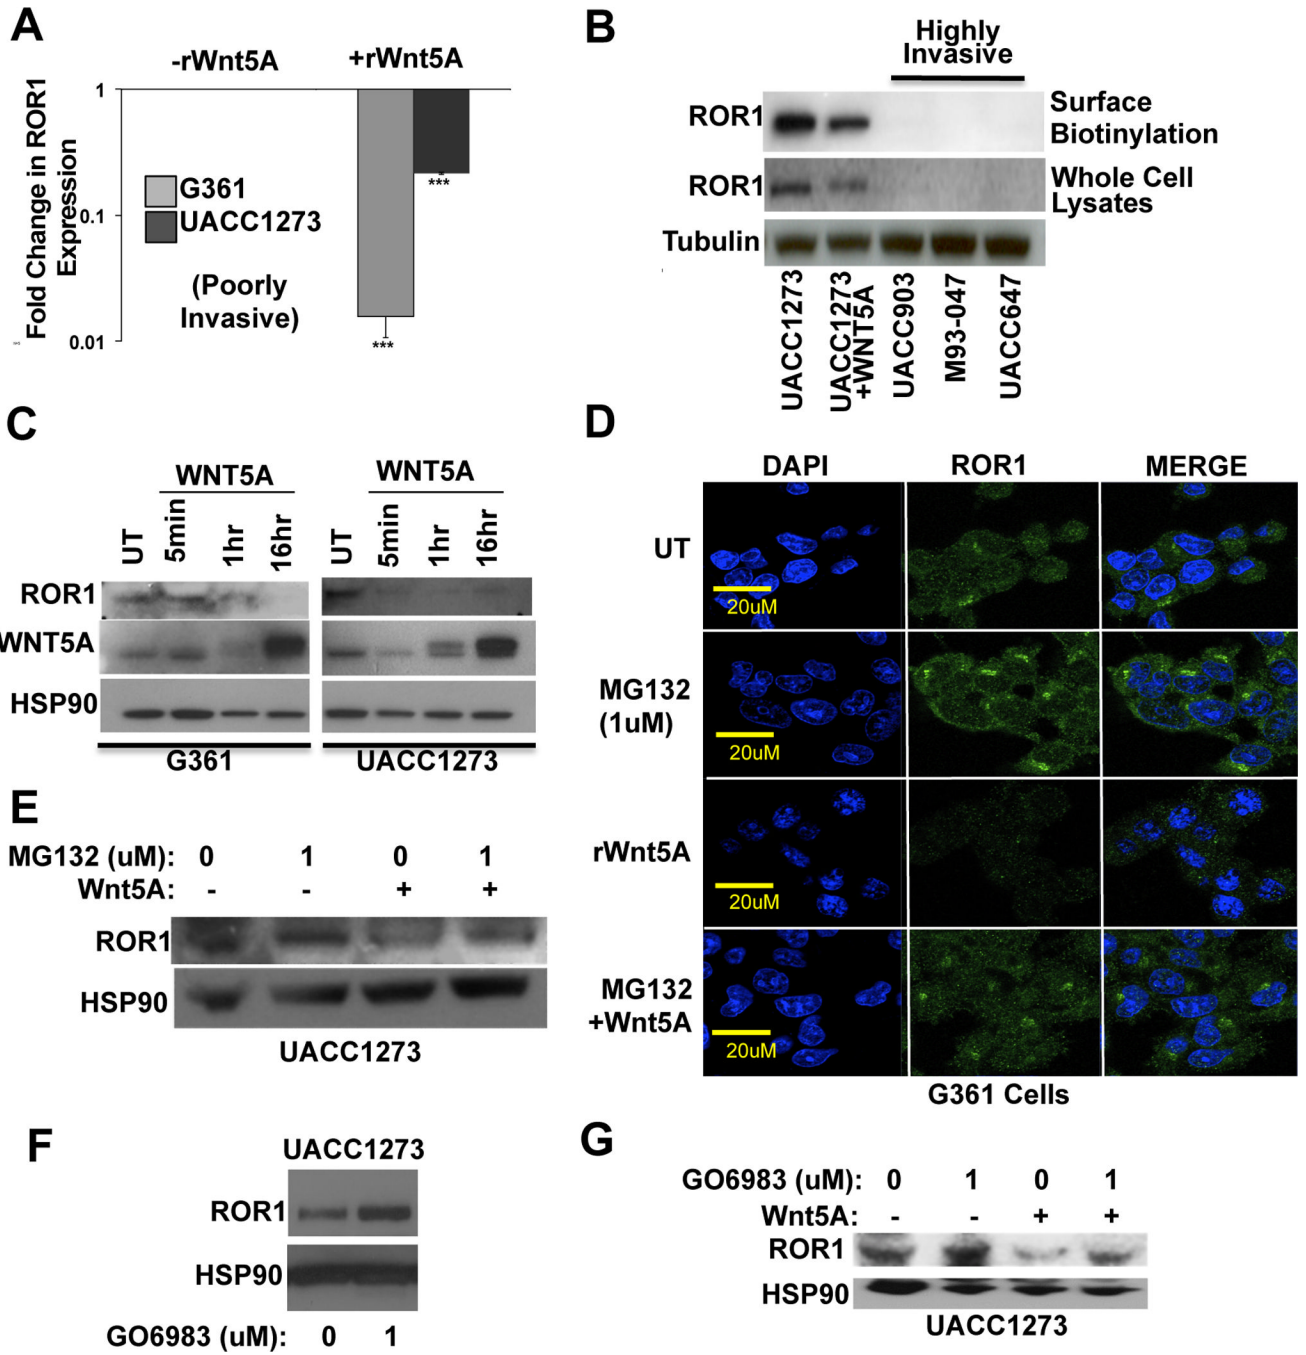 A
-rWnt5A
+rWnt5A
Fold Change in ROR1
Expression
1
0.1
0.01
G361
UACC1273
(Poorly
Invasive)
***
***
B
Highly
Invasive
ROR1
Surface
Biotinylation
ROR1
Whole Cell
Lysates
Tubulin
UACC1273
UACC1273
+WNT5A
UACC903
M93-047
UACC647
C
WNT5A
WNT5A
UT
5min
1hr
16hr
UT
5min
1hr
16hr
ROR1
WNT5A
HSP90
G361
UACC1273
D
DAPI
ROR1
MERGE
UT
20uM
MG132
(1uM)
20uM
rWnt5A
20uM
MG132
+Wnt5A
20uM
G361 Cells
E
MG132 (uM): 0 1 0 1
Wnt5A: - - + +
ROR1
HSP90
UACC1273
F
UACC1273
ROR1
HSP90
GO6983 (uM): 0 1
G
GO6983 (uM): 0 1 0 1
Wnt5A: - - + +
ROR1
HSP90
UACC1273